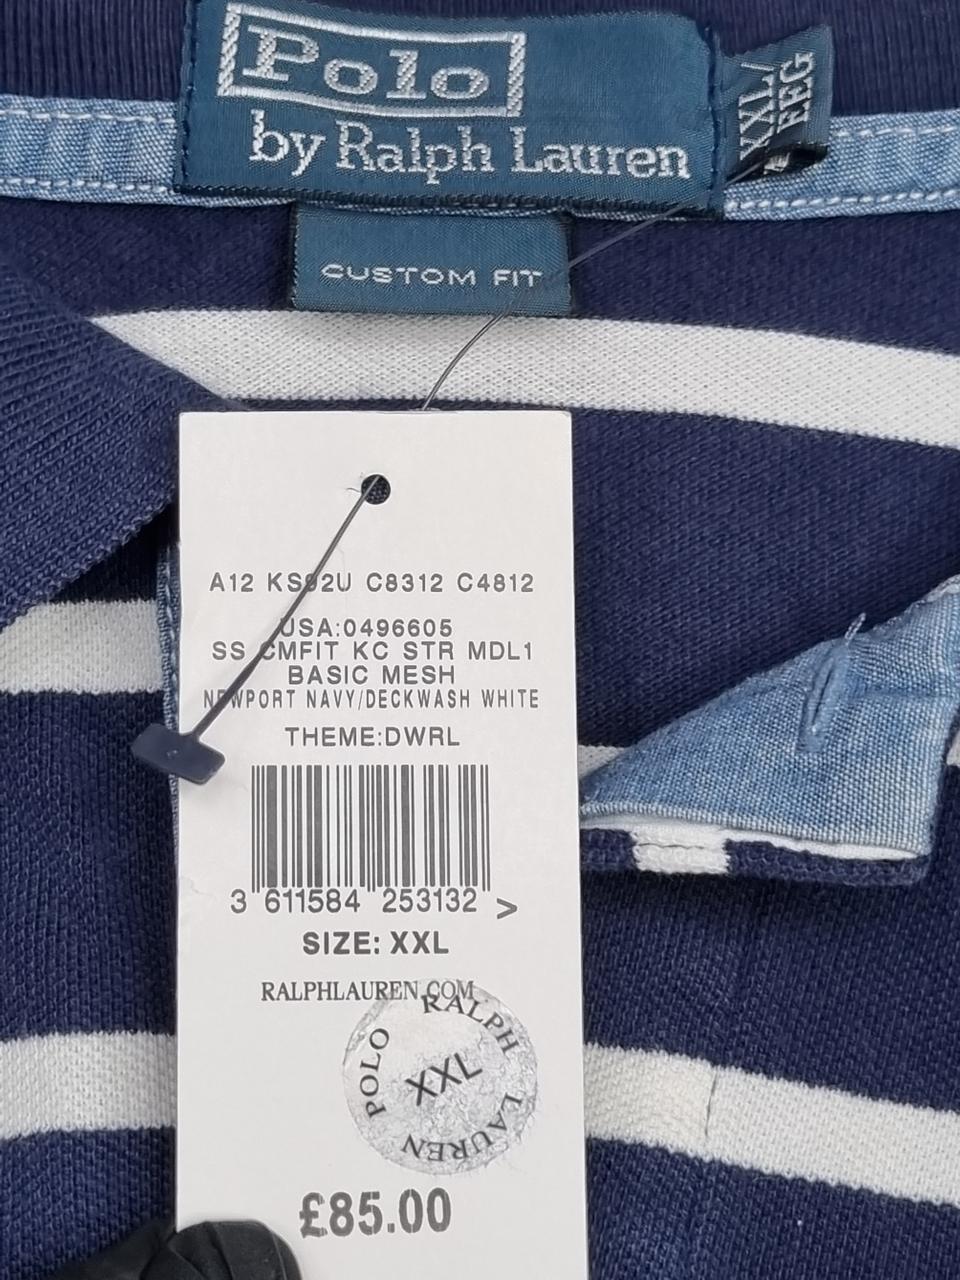 Polo
by Ralph Lauren
XXL/
EEG
CUSTOM FIT
A12 KS92U C8312 C4812
USA:0496605
SS CMFIT KC STR MDL1
BASIC MESH
NEWPORT NAVY/DECKWASH WHITE
THEME:DWRL
3 611584 253132 >
SIZE: XXL
RALPHLAUREN.COM
POLO RALPH LAUREN
XXL
£85.00